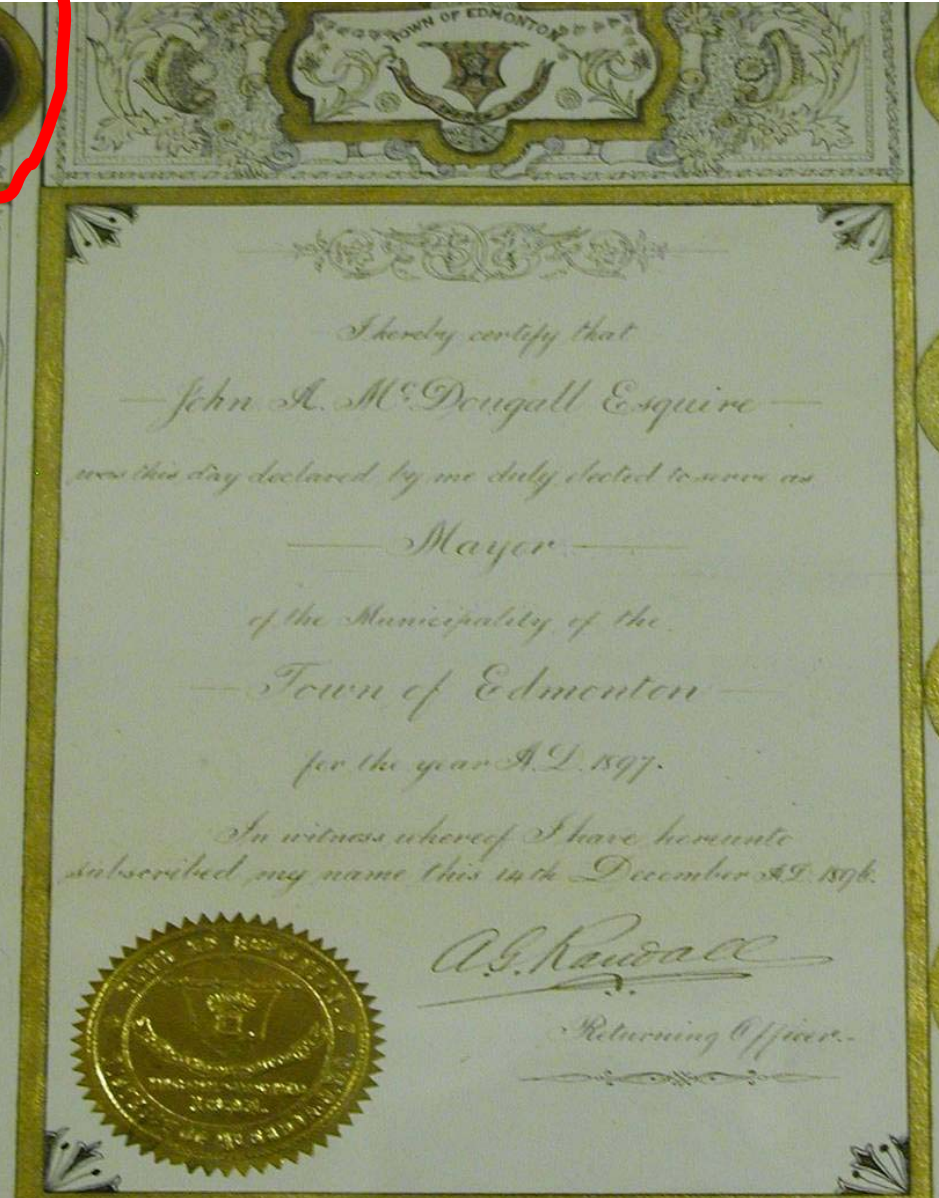 TOWN OF EDMONTON
I hereby certify that
John A. McDougall Esquire
was this day declared by me duly elected to serve as
Mayor
of the Municipality of the
Town of Edmonton
for the year A.D. 1897.
In witness whereof I have hereunto
subscribed my name this 14th December A.D. 1896.
A.G. Randall
Returning Officer.